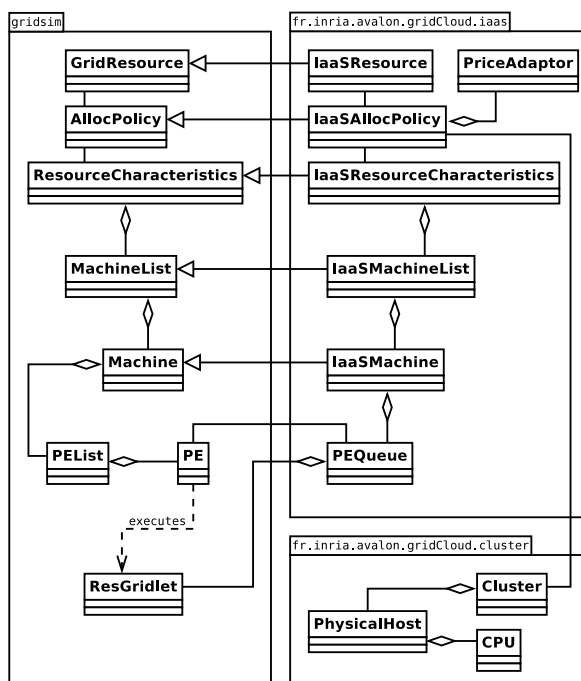 gridsim
fr.inria.avalon.gridCloud.iaas
GridResource
IaaSResource
PriceAdaptor
AllocPolicy
IaaSAllocPolicy
ResourceCharacteristics
IaaSResourceCharacteristics
MachineList
IaaSMachineList
Machine
IaaSMachine
PEList
PE
PEQueue
executes
fr.inria.avalon.gridCloud.cluster
ResGridlet
Cluster
PhysicalHost
CPU